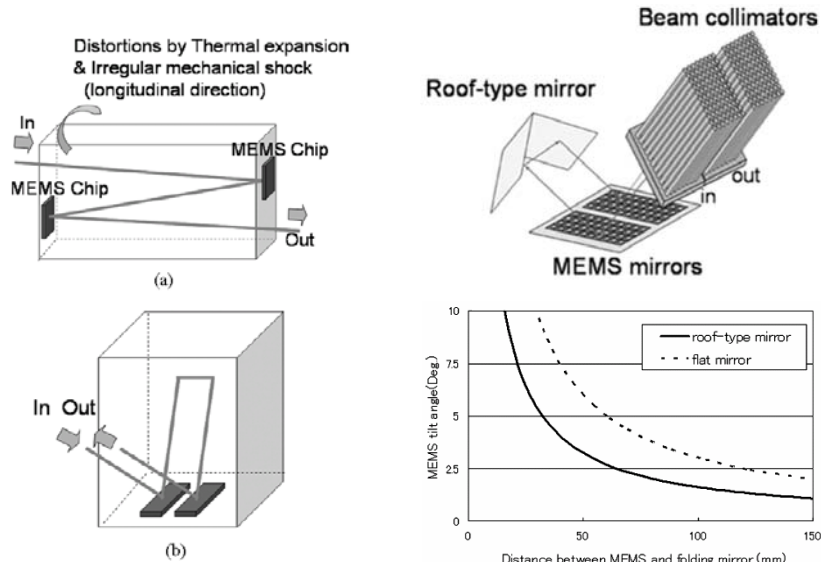 Distortions by Thermal expansion
& Irregular mechanical shock
(longitudinal direction)
In
MEMS Chip
MEMS Chip
Out
(a)
In Out
(b)
Beam collimators
Roof-type mirror
out
in
MEMS mirrors
10
7.5
5
2.5
0
MEMS tilt angle(Deg.)
roof-type mirror
flat mirror
0 50 100 150
Distance between MEMS and folding mirror (mm)